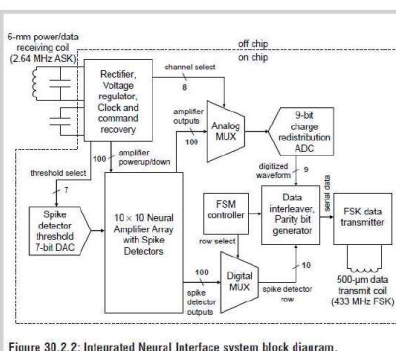 6-mm power/data
receiving coil
(2.64 MHz ASK)
off chip
on chip
Rectifier,
Voltage
regulator,
Clock and
command
recovery
channel select
8
amplifier
outputs
100
Analog
MUX
9-bit
charge
redistribution
ADC
100
amplifier
powerup/down
threshold select
7
digitized
waveform
9
Spike
detector
threshold
7-bit DAC
10 × 10 Neural
Amplifier Array
with Spike
Detectors
FSM
controller
Data
interleaver,
Parity bit
generator
serial data
FSK data
transmitter
row select
100
spike
detector
outputs
Digital
MUX
10
spike detector
row
500-μm data
transmit coil
(433 MHz FSK)
Figure 30.2.2: Integrated Neural Interface system block diagram.